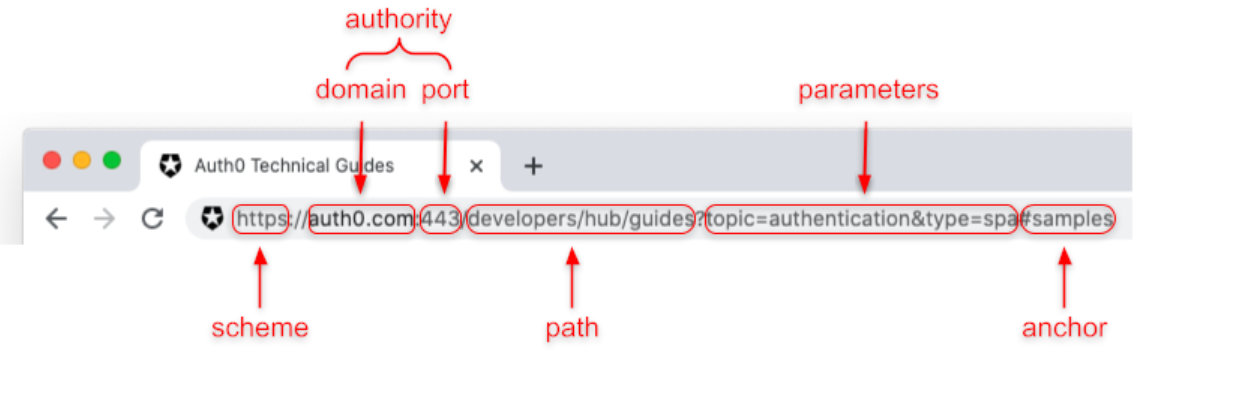 authority
domain port
parameters
Auth0 Technical Guides
https://auth0.com:443/developers/hub/guides?topic=authentication&type=spa#samples
scheme
path
anchor